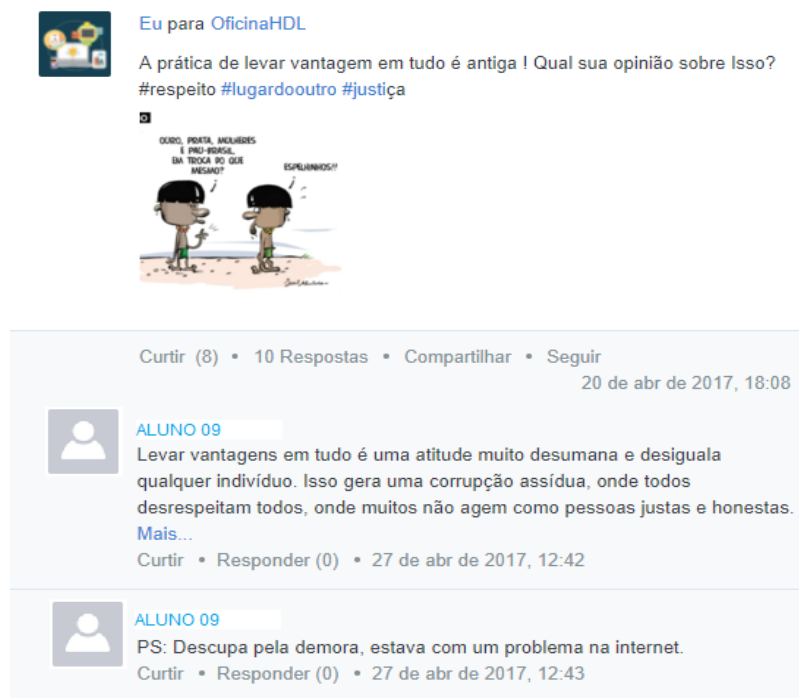 Eu para OficinaHDL
A prática de levar vantagem em tudo é antiga ! Qual sua opinião sobre Isso?
#respeito #lugardooutro #justiça
OURO, PRATA, MULHERES
E PAU-BRASIL,
EM TROCA DO QUE
MESMO?
ESPELHINHOS!!
Curtir (8) • 10 Respostas • Compartilhar • Seguir
20 de abr de 2017, 18:08
ALUNO 09
Levar vantagens em tudo é uma atitude muito desumana e desiguala
qualquer indivíduo. Isso gera uma corrupção assídua, onde todos
desrespeitam todos, onde muitos não agem como pessoas justas e honestas.
Mais...
Curtir • Responder (0) • 27 de abr de 2017, 12:42
ALUNO 09
PS: Descupa pela demora, estava com um problema na internet.
Curtir • Responder (0) • 27 de abr de 2017, 12:43